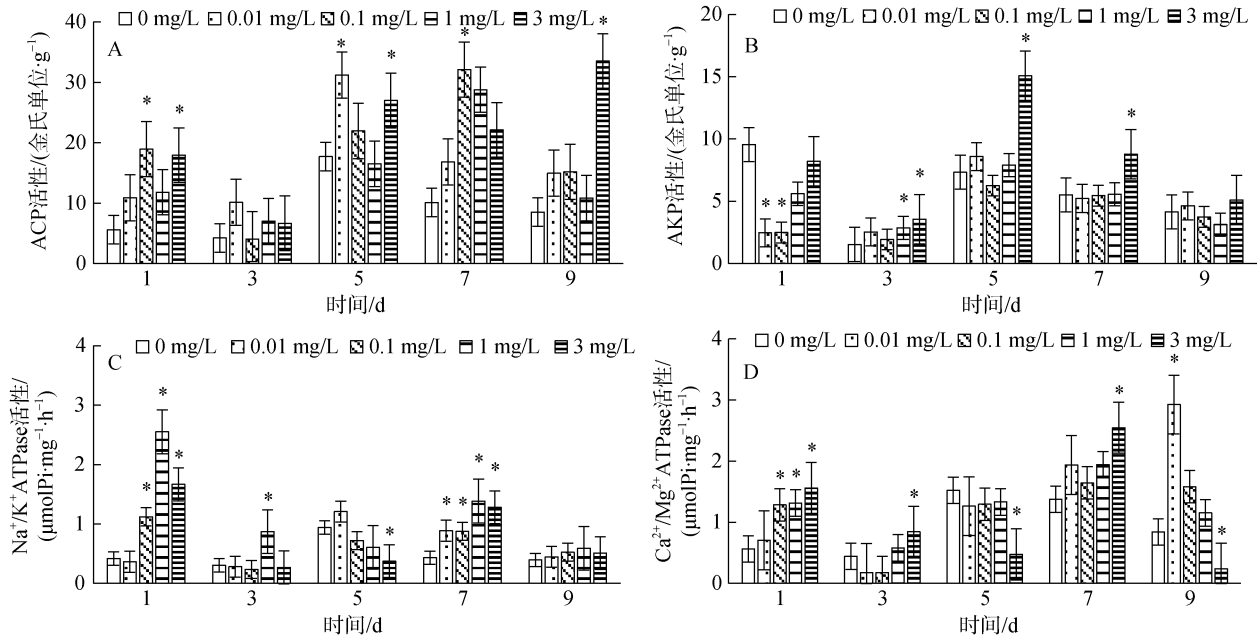 0 mg/L 0.01 mg/L 0.1 mg/L 1 mg/L 3 mg/L
A
ACP活性/(金氏单位·g⁻¹)
40
30
20
10
0
* * * * * *
1 3 5 7 9
时间/d
0 mg/L 0.01 mg/L 0.1 mg/L 1 mg/L 3 mg/L
B
AKP活性/(金氏单位·g⁻¹)
20
15
10
5
0
* * * * * *
1 3 5 7 9
时间/d
0 mg/L 0.01 mg/L 0.1 mg/L 1 mg/L 3 mg/L
C
Na⁺/K⁺ATPase活性/
(μmolPi·mg⁻¹·h⁻¹)
4
3
2
1
0
* * * * * * * * *
1 3 5 7 9
时间/d
0 mg/L 0.01 mg/L 0.1 mg/L 1 mg/L 3 mg/L
D
Ca²⁺/Mg²⁺ATPase活性/
(μmolPi·mg⁻¹·h⁻¹)
4
3
2
1
0
* * * * * * * *
1 3 5 7 9
时间/d